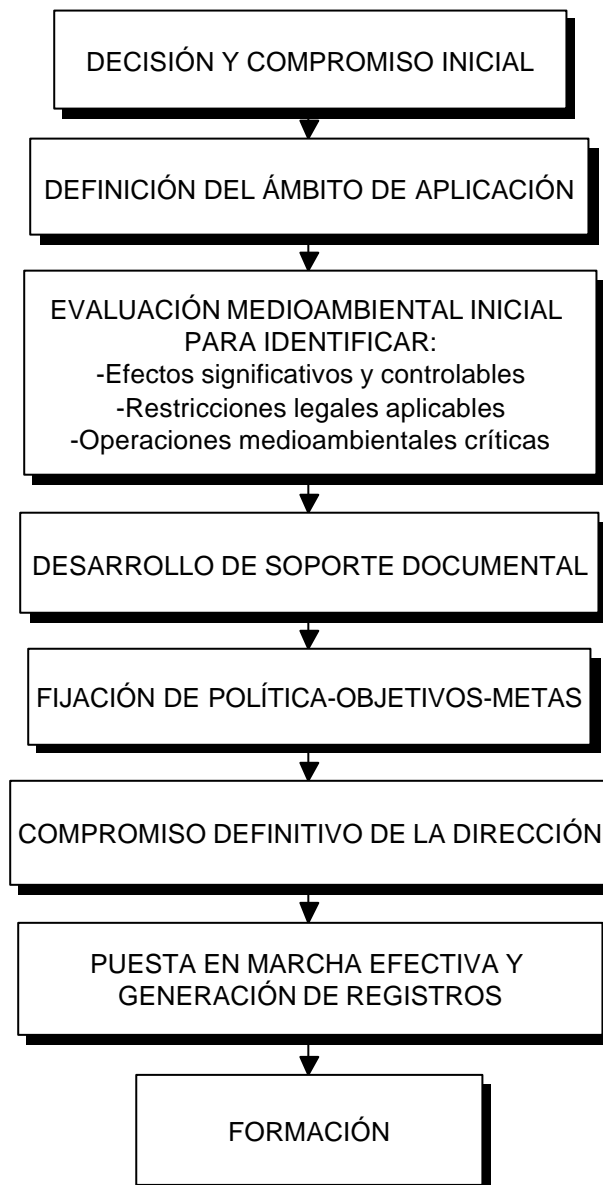 DECISIÓN Y COMPROMISO INICIAL
DEFINICIÓN DEL ÁMBITO DE APLICACIÓN
EVALUACIÓN MEDIOAMBIENTAL INICIAL
PARA IDENTIFICAR:
-Efectos significativos y controlables
-Restricciones legales aplicables
-Operaciones medioambientales críticas
DESARROLLO DE SOPORTE DOCUMENTAL
FIJACIÓN DE POLÍTICA-OBJETIVOS-METAS
COMPROMISO DEFINITIVO DE LA DIRECCIÓN
PUESTA EN MARCHA EFECTIVA Y
GENERACIÓN DE REGISTROS
FORMACIÓN